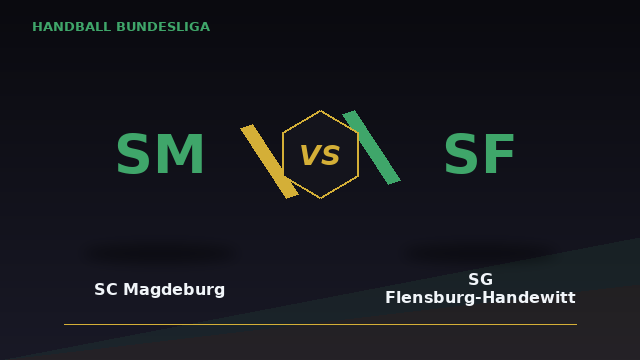 HANDBALL BUNDESLIGA
SM
VS
SF
SC Magdeburg
SG
Flensburg-Handewitt